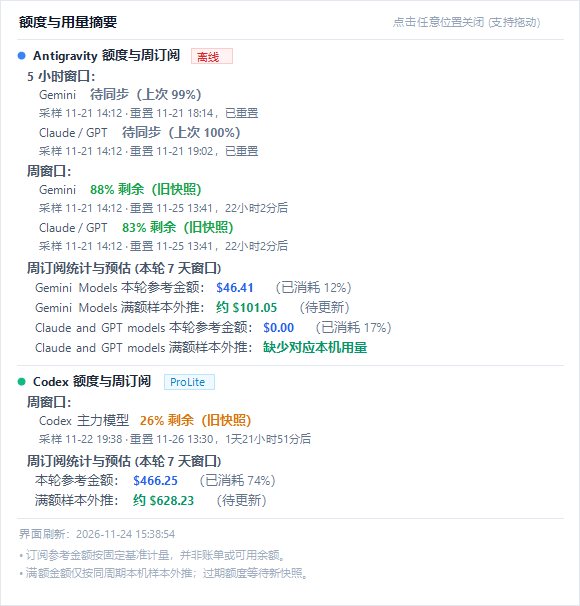 额度与用量摘要 点击任意位置关闭 (支持拖动)
Antigravity 额度与周订阅 离线
5 小时窗口:
Gemini 待同步（上次 99%）
采样 11-21 14:12 · 重置 11-21 18:14，已重置
Claude / GPT 待同步（上次 100%）
采样 11-21 14:12 · 重置 11-21 19:02，已重置
周窗口:
Gemini 88% 剩余（旧快照）
采样 11-21 14:12 · 重置 11-25 13:41，22小时2分后
Claude / GPT 83% 剩余（旧快照）
采样 11-21 14:12 · 重置 11-25 13:41，22小时2分后
周订阅统计与预估 (本轮 7 天窗口)
Gemini Models 本轮参考金额: $46.41 （已消耗 12%）
Gemini Models 满额样本外推: 约 $101.05 （待更新）
Claude and GPT models 本轮参考金额: $0.00 （已消耗 17%）
Claude and GPT models 满额样本外推: 缺少对应本机用量
Codex 额度与周订阅 ProLite
周窗口:
Codex 主力模型 26% 剩余（旧快照）
采样 11-22 19:38 · 重置 11-26 13:30，1天21小时51分后
周订阅统计与预估 (本轮 7 天窗口)
本轮参考金额: $466.25 （已消耗 74%）
满额样本外推: 约 $628.23 （待更新）
界面刷新: 2026-11-24 15:38:54
• 订阅参考金额按固定基准计量，并非账单或可用余额。
• 满额金额仅按同周期本机样本外推；过期额度等待新快照。